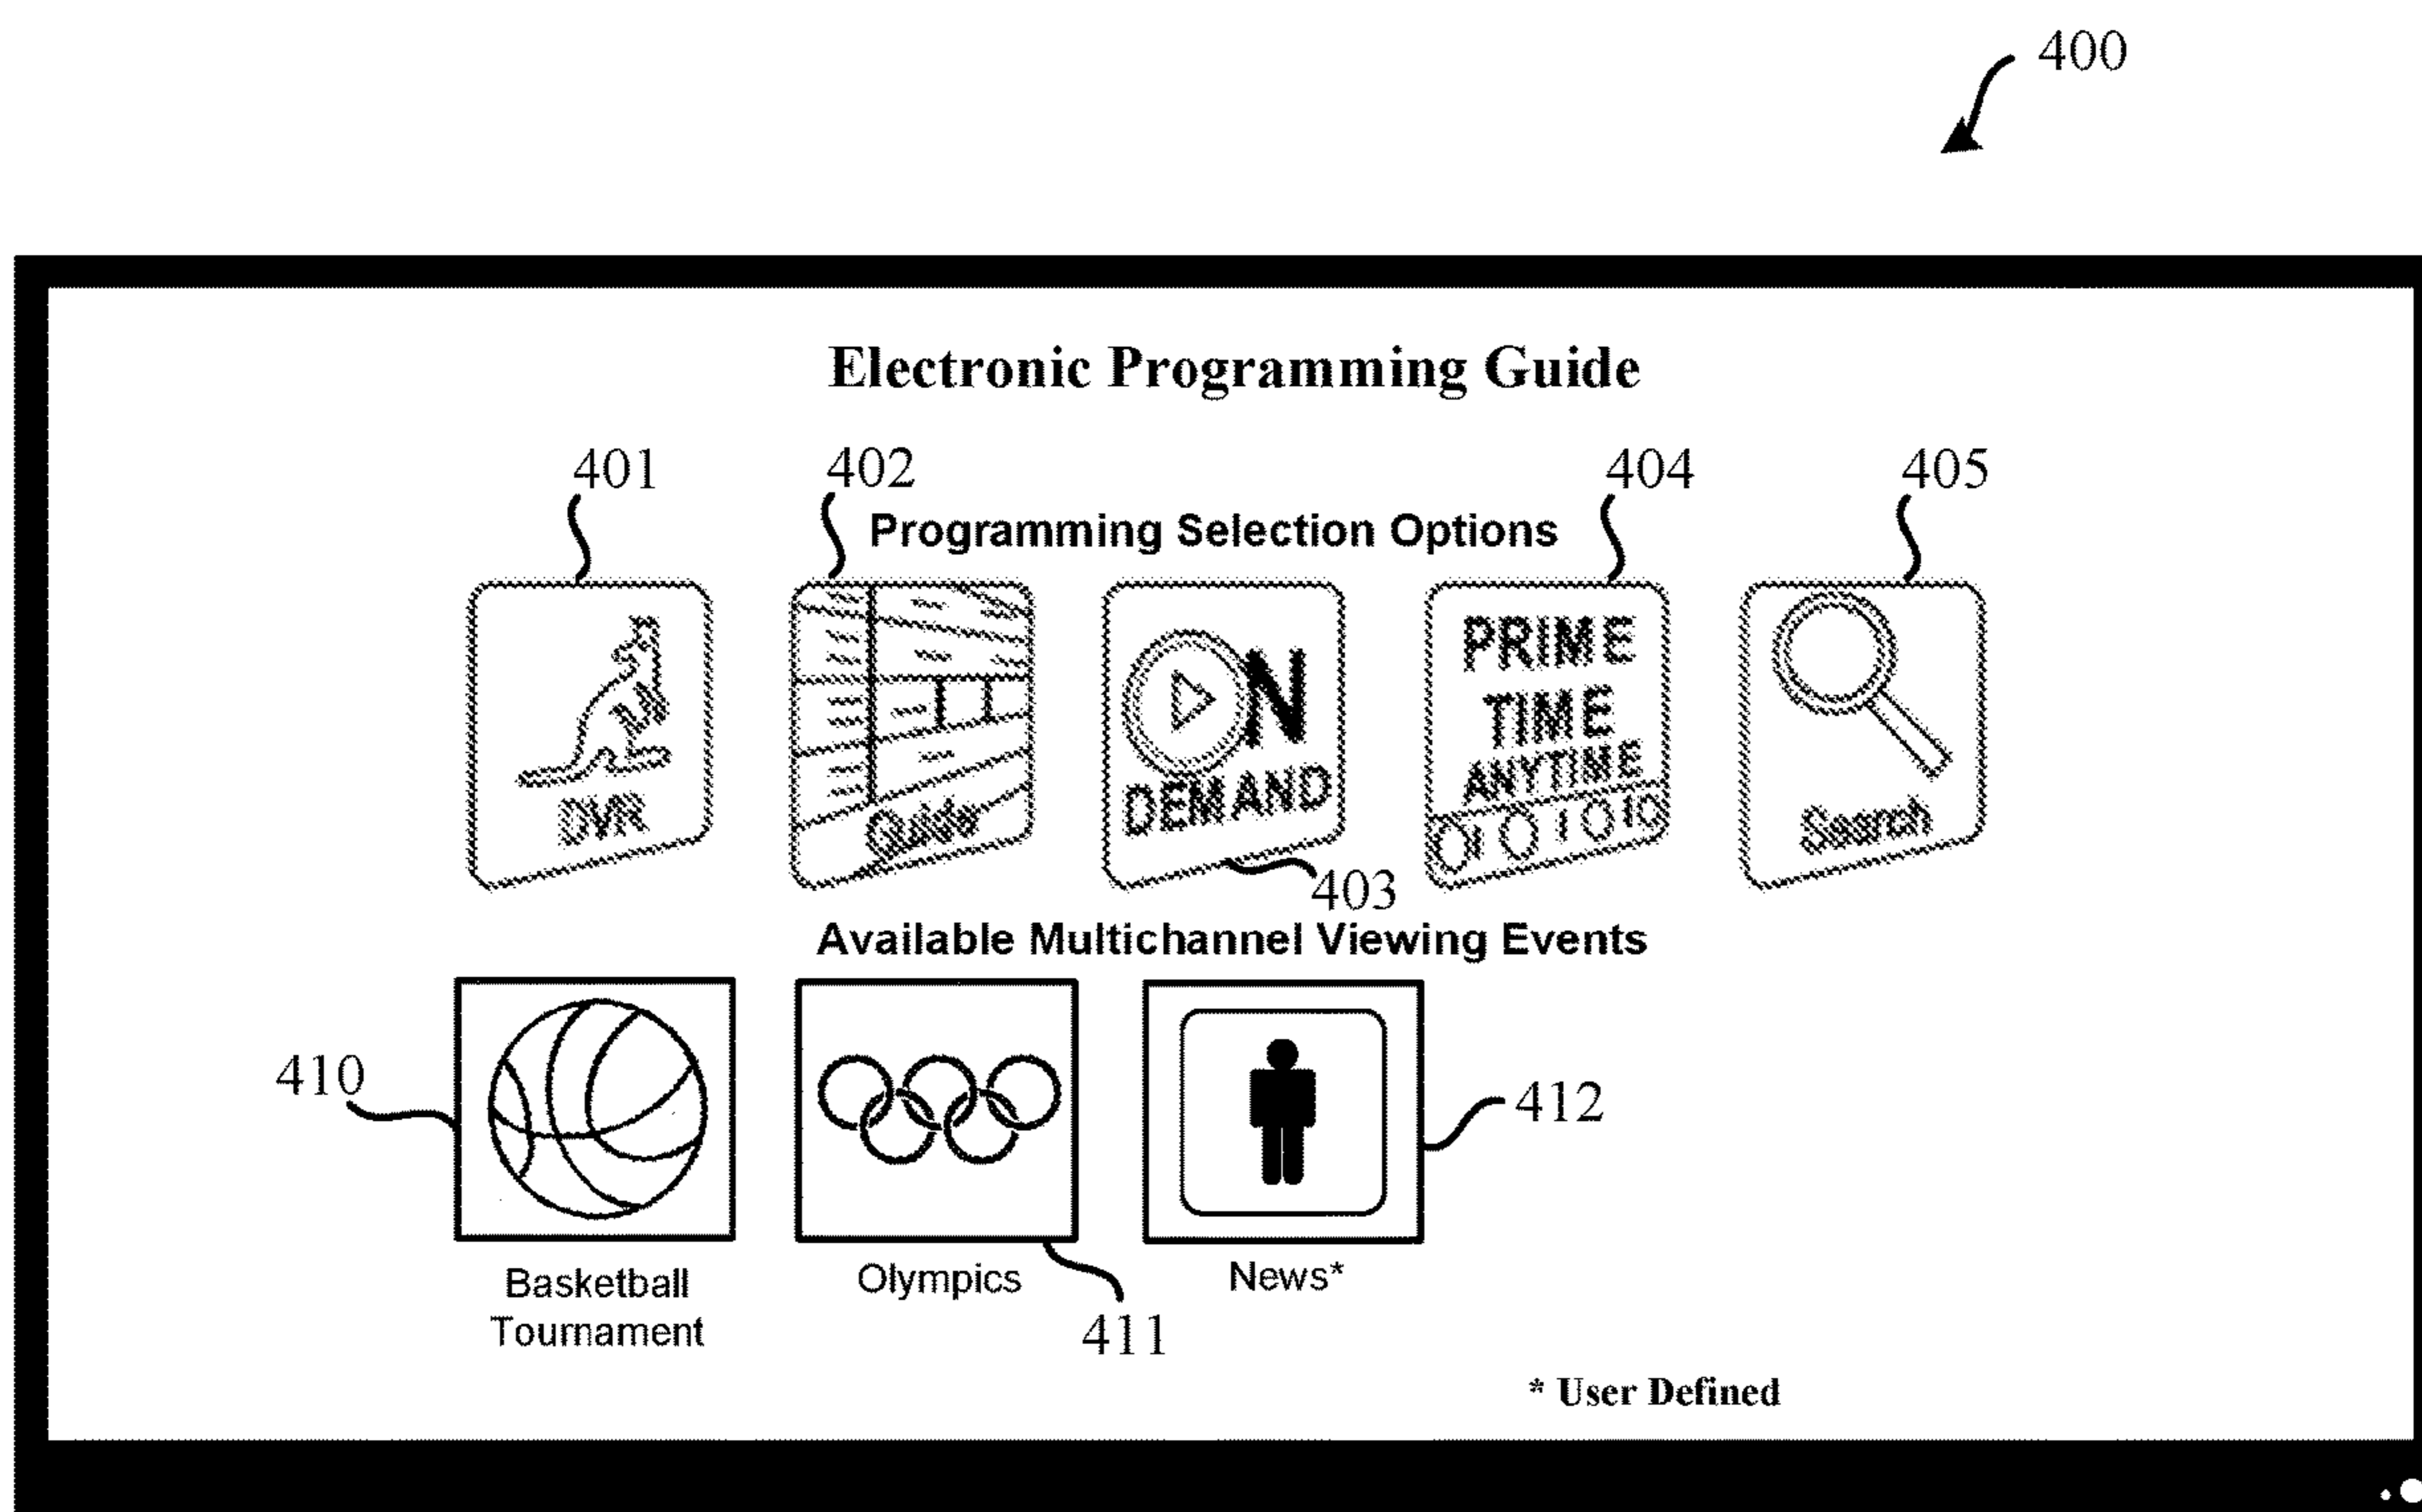 400
Electronic Programming Guide
401
402
404
405
Programming Selection Options
DVR
Guide
ON
DEMAND
PRIME
TIME
ANYTIME
Search
403
Available Multichannel Viewing Events
410
412
Basketball
Tournament
Olympics
News*
411
* User Defined